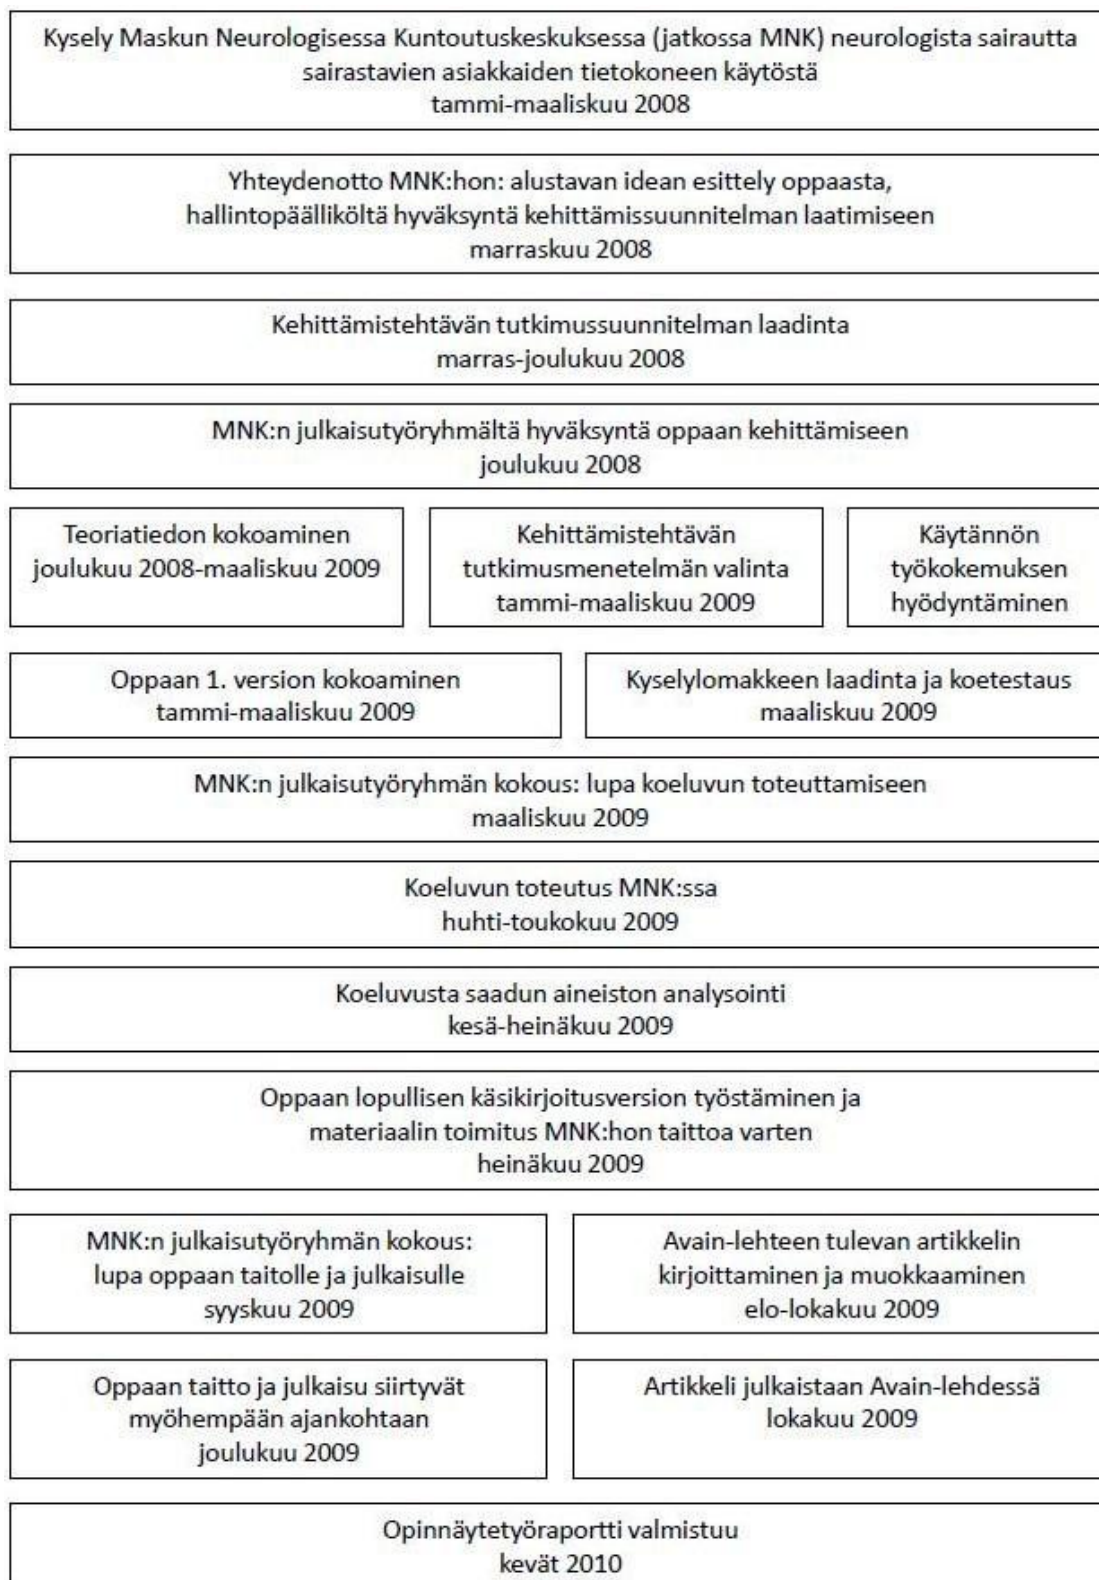 Kysely Maskun Neurologisessa Kuntoutuskeskuksessa (jatkossa MNK) neurologista sairautta
sairastavien asiakkaiden tietokoneen käytöstä
tammi-maaliskuu 2008
Yhteydenotto MNK:hon: alustavan idean esittely oppaasta,
hallintopäälliköltä hyväksyntä kehittämissuunnitelman laatimiseen
marraskuu 2008
Kehittämistehtävän tutkimussuunnitelman laadinta
marras-joulukuu 2008
MNK:n julkaisutyöryhmältä hyväksyntä oppaan kehittämiseen
joulukuu 2008
Teoriatiedon kokoaminen
joulukuu 2008-maaliskuu 2009
Kehittämistehtävän
tutkimusmenetelmän valinta
tammi-maaliskuu 2009
Käytännön
työkokemuksen
hyödyntäminen
Oppaan 1. version kokoaminen
tammi-maaliskuu 2009
Kyselylomakkeen laadinta ja koetestaus
maaliskuu 2009
MNK:n julkaisutyöryhmän kokous: lupa koeluvun toteuttamiseen
maaliskuu 2009
Koeluvun toteutus MNK:ssa
huhti-toukokuu 2009
Koeluvusta saadun aineiston analysointi
kesä-heinäkuu 2009
Oppaan lopullisen käsikirjoitusversion työstäminen ja
materiaalin toimitus MNK:hon taittoa varten
heinäkuu 2009
MNK:n julkaisutyöryhmän kokous:
lupa oppaan taitolle ja julkaisulle
syyskuu 2009
Avain-lehteen tulevan artikkelin
kirjoittaminen ja muokkaaminen
elo-lokakuu 2009
Oppaan taitto ja julkaisu siirtyvät
myöhempään ajankohtaan
joulukuu 2009
Artikkeli julkaistaan Avain-lehdessä
lokakuu 2009
Opinnäytetyöraportti valmistuu
kevät 2010